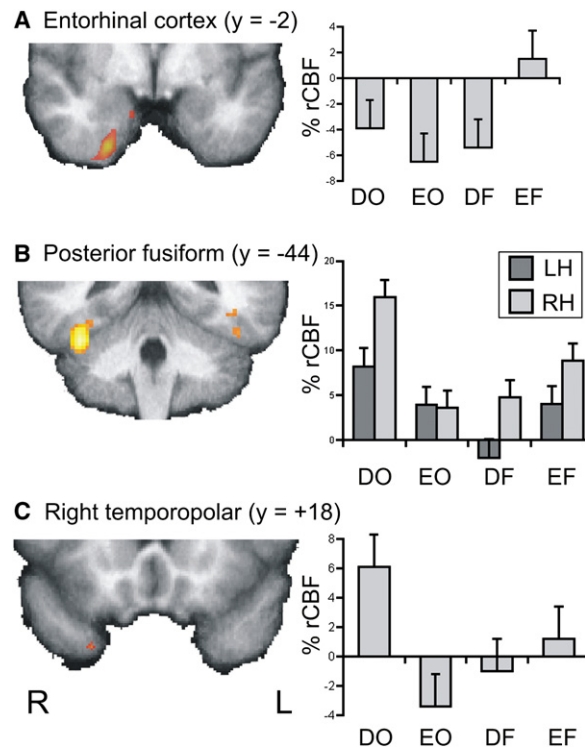 A Entorhinal cortex (y = -2)
% rCBF
6
4
2
0
-2
-4
-6
-8
DO EO DF EF
B Posterior fusiform (y = -44)
% rCBF
20
15
10
5
0
LH
RH
DO EO DF EF
C Right temporopolar (y = +18)
R L
% rCBF
10
8
6
4
2
0
-2
-4
DO EO DF EF